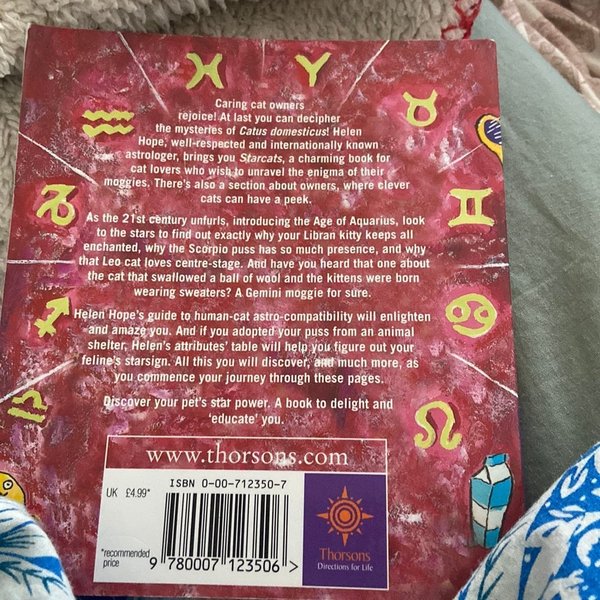 Caring cat owners
rejoice! At last you can decipher
the mysteries of Catus domesticus! Helen
Hope, well-respected and internationally known
astrologer, brings you Starcats, a charming book for
cat lovers who wish to unravel the enigma of their
moggies. There's also a section about owners, where clever
cats can have a peek.
As the 21st century unfurls, introducing the Age of Aquarius, look
to the stars to find out exactly why your Libran kitty keeps all
enchanted, why the Scorpio puss has so much presence, and why
that Leo cat loves centre-stage. And have you heard that one about
the cat that swallowed a ball of wool and the kittens were born
wearing sweaters? A Gemini moggie for sure.
Helen Hope's guide to human-cat astro-compatibility will enlighten
and amaze you. And if you adopted your puss from an animal
shelter, Helen's attributes' table will help you figure out your
feline's starsign. All this you will discover, and much more, as
you commence your journey through these pages.
Discover your pet's star power. A book to delight and
'educate' you.
www.thorsons.com
ISBN 0-00-712350-7
UK £4.99*
*recommended
price
9 780007 123506 >
Thorsons
Directions for Life